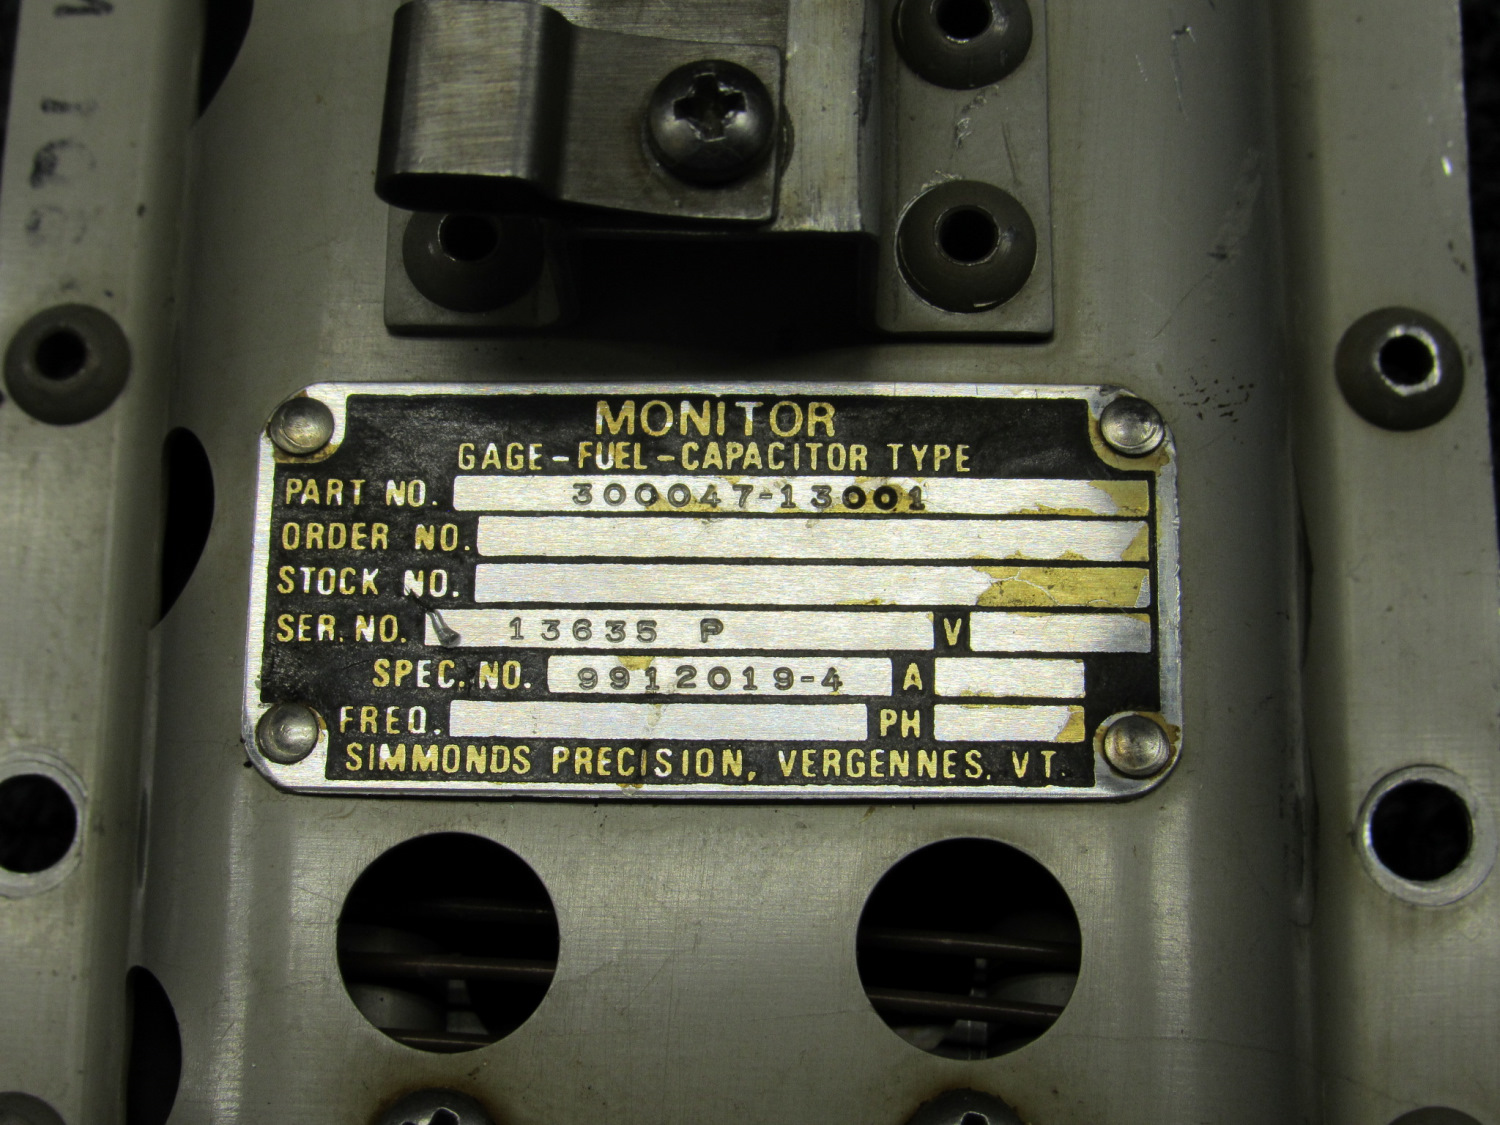 MONITOR
GAGE-FUEL-CAPACITOR TYPE
PART NO. 300047-13001
ORDER NO.
STOCK NO.
SER. NO. 13635 P V
SPEC. NO. 9912019-4 A
FREQ. PH
SIMMONDS PRECISION, VERGENNES. VT.